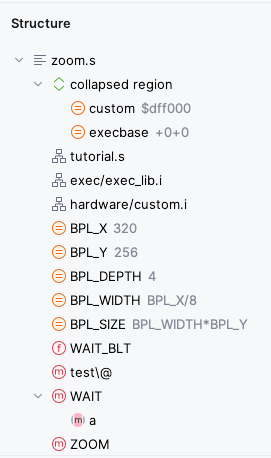 Structure
zoom.s
collapsed region
custom $dff000
execbase +0+0
tutorial.s
exec/exec_lib.i
hardware/custom.i
BPL_X 320
BPL_Y 256
BPL_DEPTH 4
BPL_WIDTH BPL_X/8
BPL_SIZE BPL_WIDTH*BPL_Y
f WAIT_BLT
m test\@
m WAIT
m a
m ZOOM